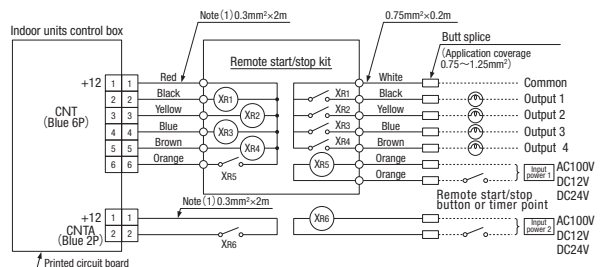 Note (1) 0.3mm²×2m
0.75mm²×0.2m
Indoor units control box
Butt splice
(Application coverage
0.75～1.25mm²)
Remote start/stop kit
+12 1 1 Red White Common
CNT
(Blue 6P)
2 2 Black XR1 XR1 Black Output 1
3 3 Yellow XR2 XR2 Yellow Output 2
4 4 Blue XR3 XR3 Blue Output 3
5 5 Brown XR4 XR4 Brown Output 4
6 6 Orange XR5 XR5 Orange
Orange
Input
power 1
AC100V
DC12V
DC24V
Remote start/stop
button or timer point
Note (1) 0.3mm²×2m
+12 1 1
CNTA
(Blue 2P)
2 2 XR6 XR6
Input
power 2
AC100V
DC12V
DC24V
Printed circuit board